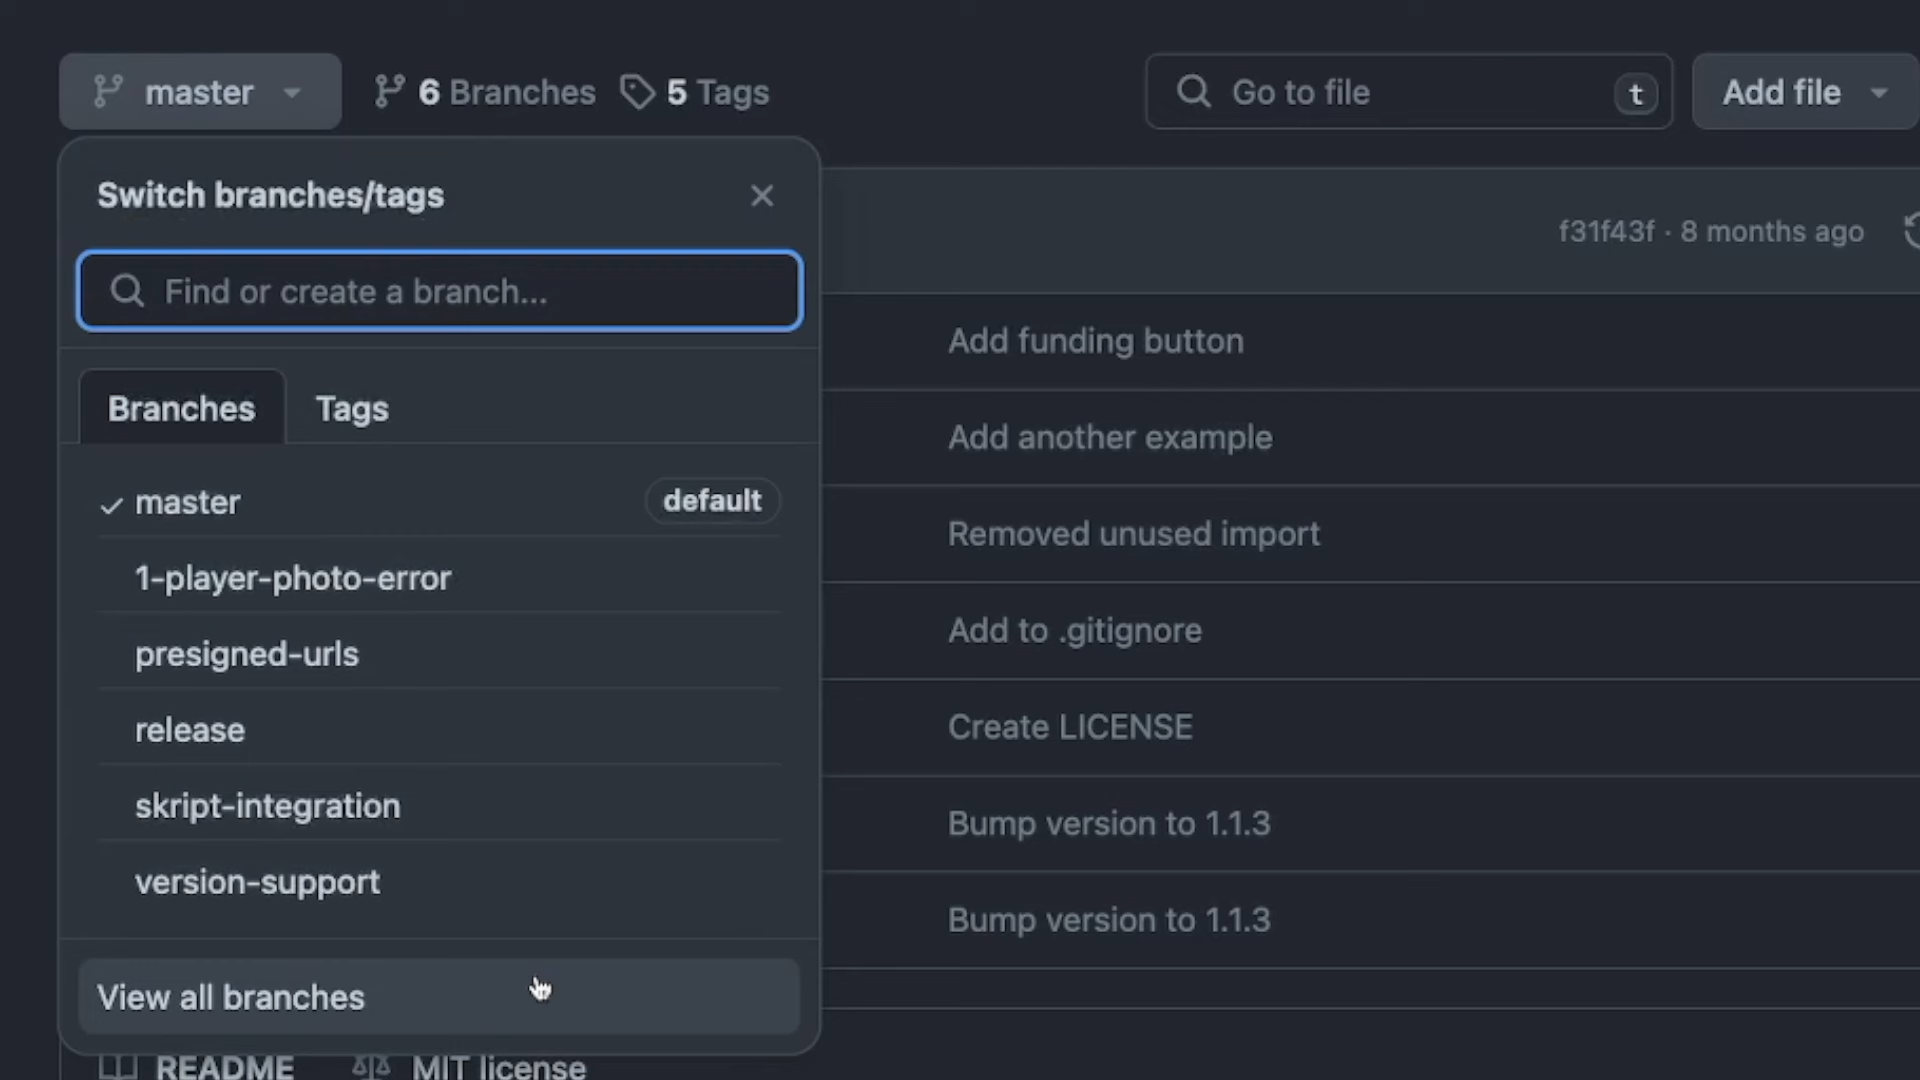 master
6 Branches
5 Tags
Go to file
t
Add file
Switch branches/tags
f31f43f · 8 months ago
Find or create a branch...
Add funding button
Branches
Tags
Add another example
master
default
Removed unused import
1-player-photo-error
presigned-urls
Add to .gitignore
release
Create LICENSE
skript-integration
Bump version to 1.1.3
version-support
Bump version to 1.1.3
View all branches
README
MIT license